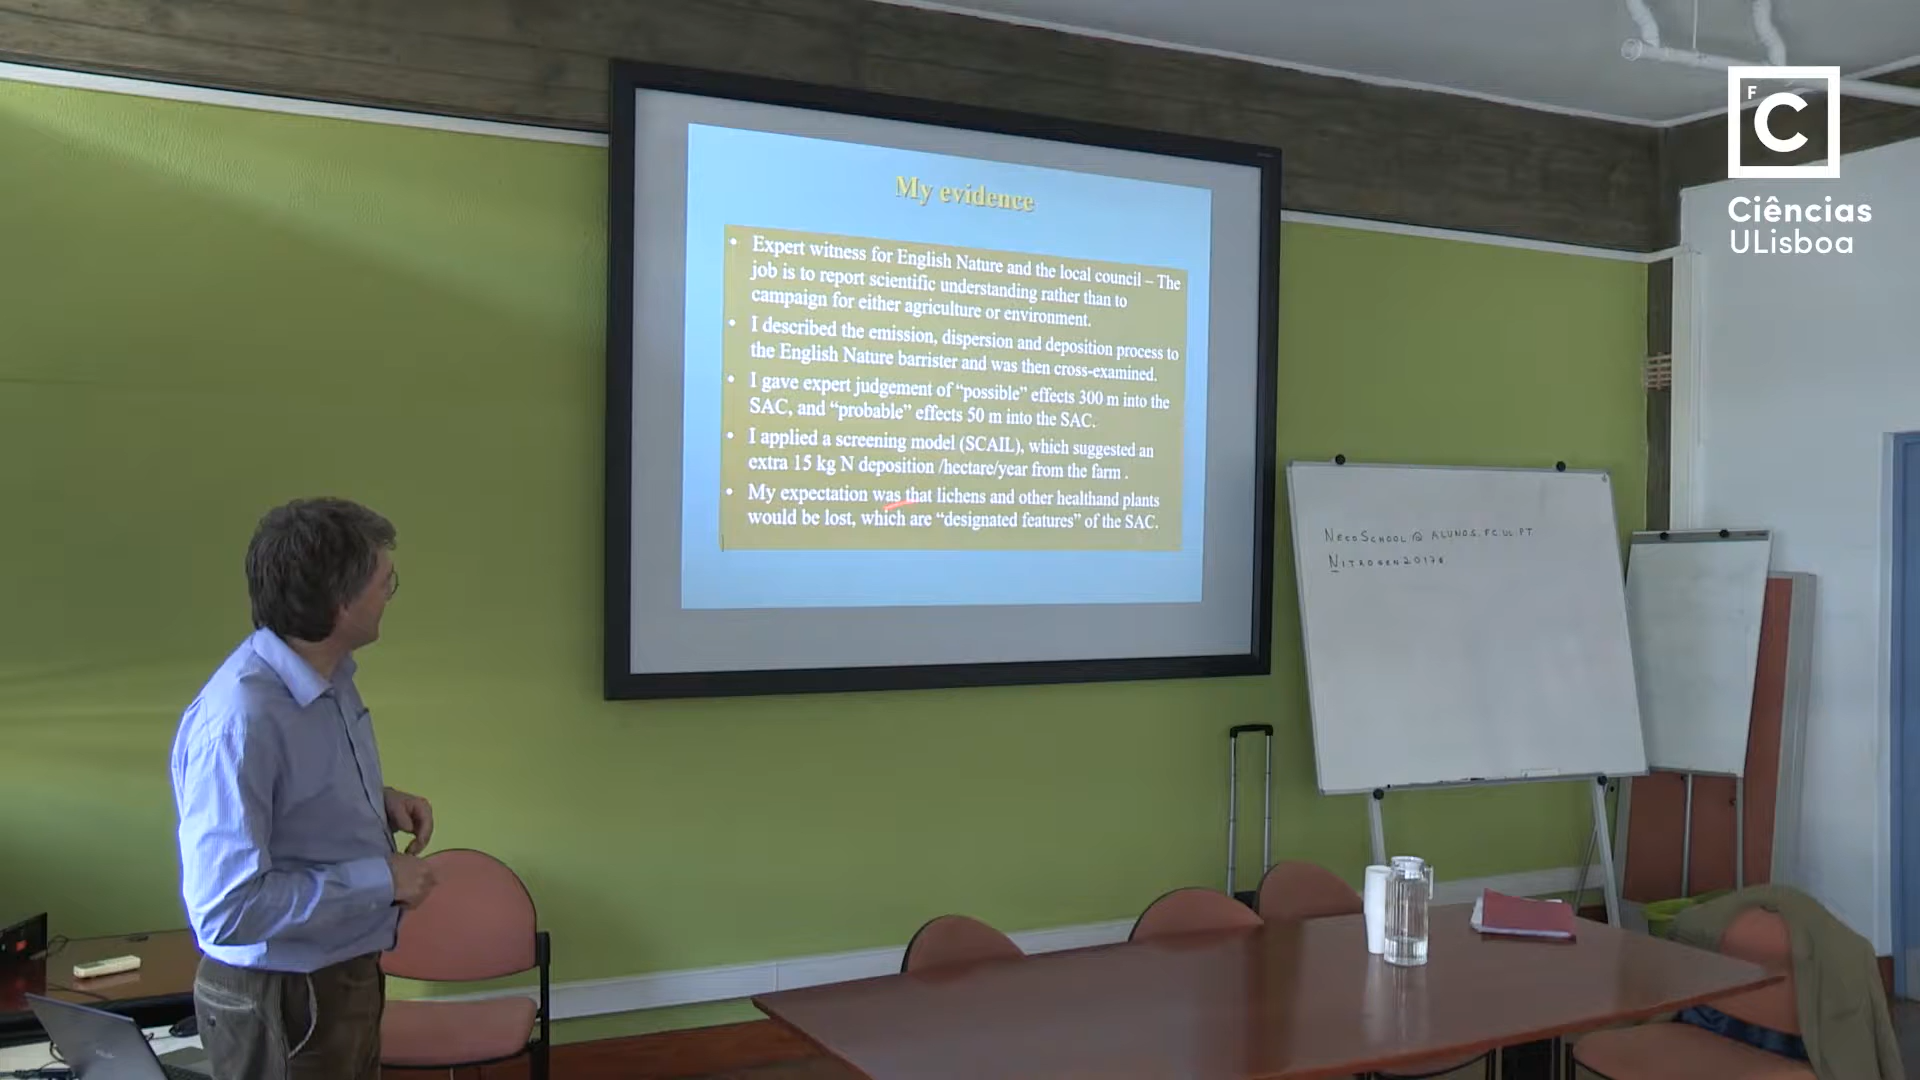 My evidence
• Expert witness for English Nature and the local council – The
job is to report scientific understanding rather than to
campaign for either agriculture or environment.
• I described the emission, dispersion and deposition process to
the English Nature barrister and was then cross-examined.
• I gave expert judgement of “possible” effects 300 m into the
SAC, and “probable” effects 50 m into the SAC.
• I applied a screening model (SCAIL), which suggested an
extra 15 kg N deposition /hectare/year from the farm .
• My expectation was that lichens and other healthand plants
would be lost, which are “designated features” of the SAC.
F
C
Ciências
ULisboa
NECOSCHOOL@ ALUNOS.FC.UL.PT